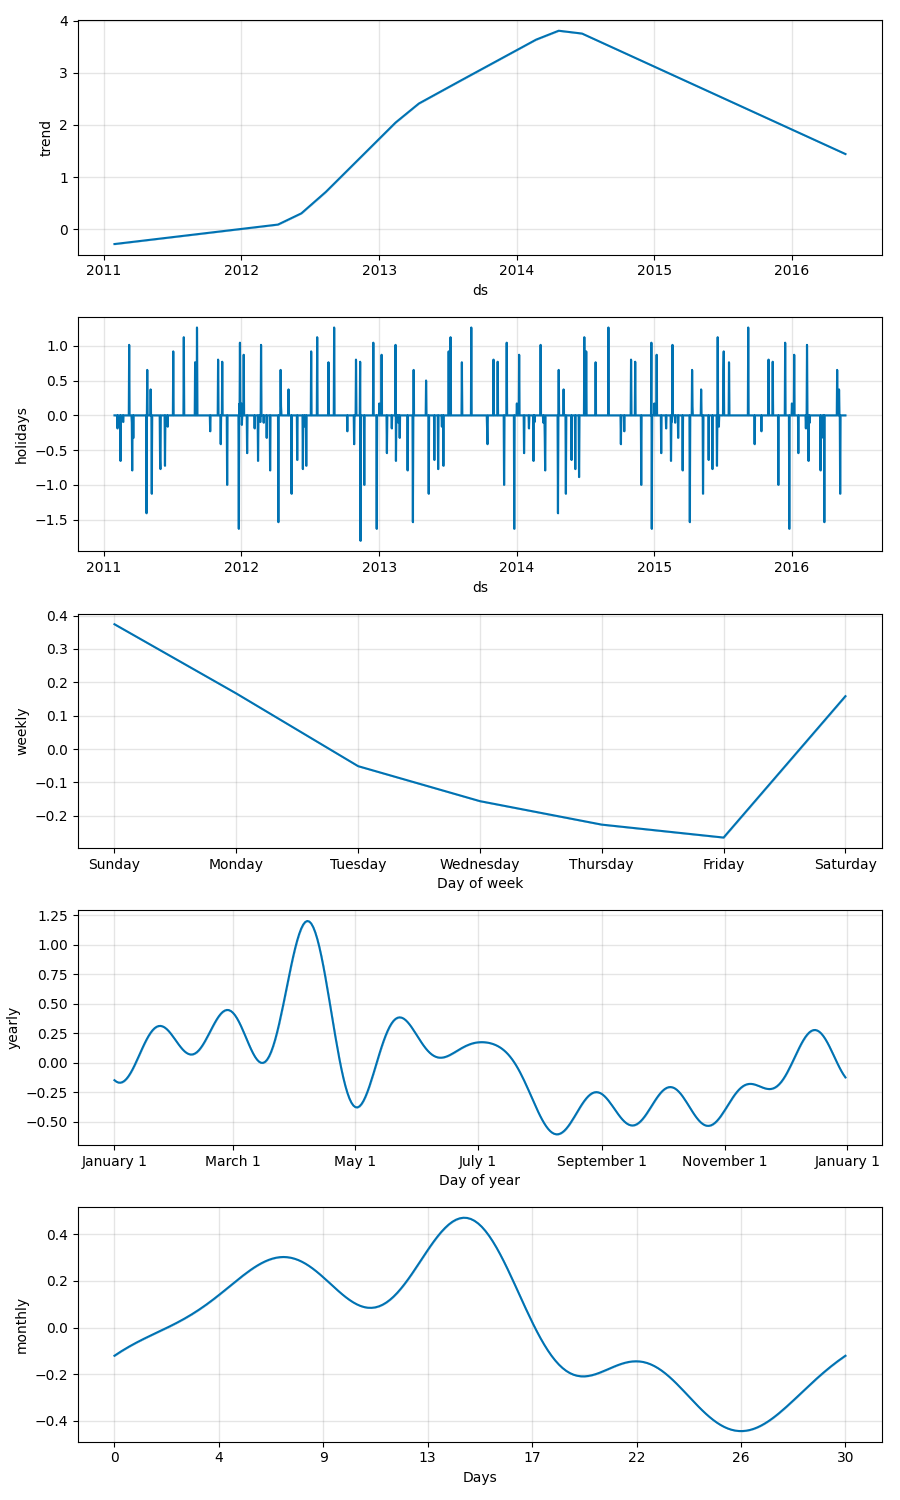 4
3
2
1
0
trend
2011 2012 2013 2014 2015 2016
ds
1.0
0.5
0.0
−0.5
−1.0
−1.5
holidays
2011 2012 2013 2014 2015 2016
ds
0.4
0.3
0.2
0.1
0.0
−0.1
−0.2
weekly
Sunday Monday Tuesday Wednesday Thursday Friday Saturday
Day of week
1.25
1.00
0.75
0.50
0.25
0.00
−0.25
−0.50
yearly
January 1 March 1 May 1 July 1 September 1 November 1 January 1
Day of year
0.4
0.2
0.0
−0.2
−0.4
monthly
0 4 9 13 17 22 26 30
Days